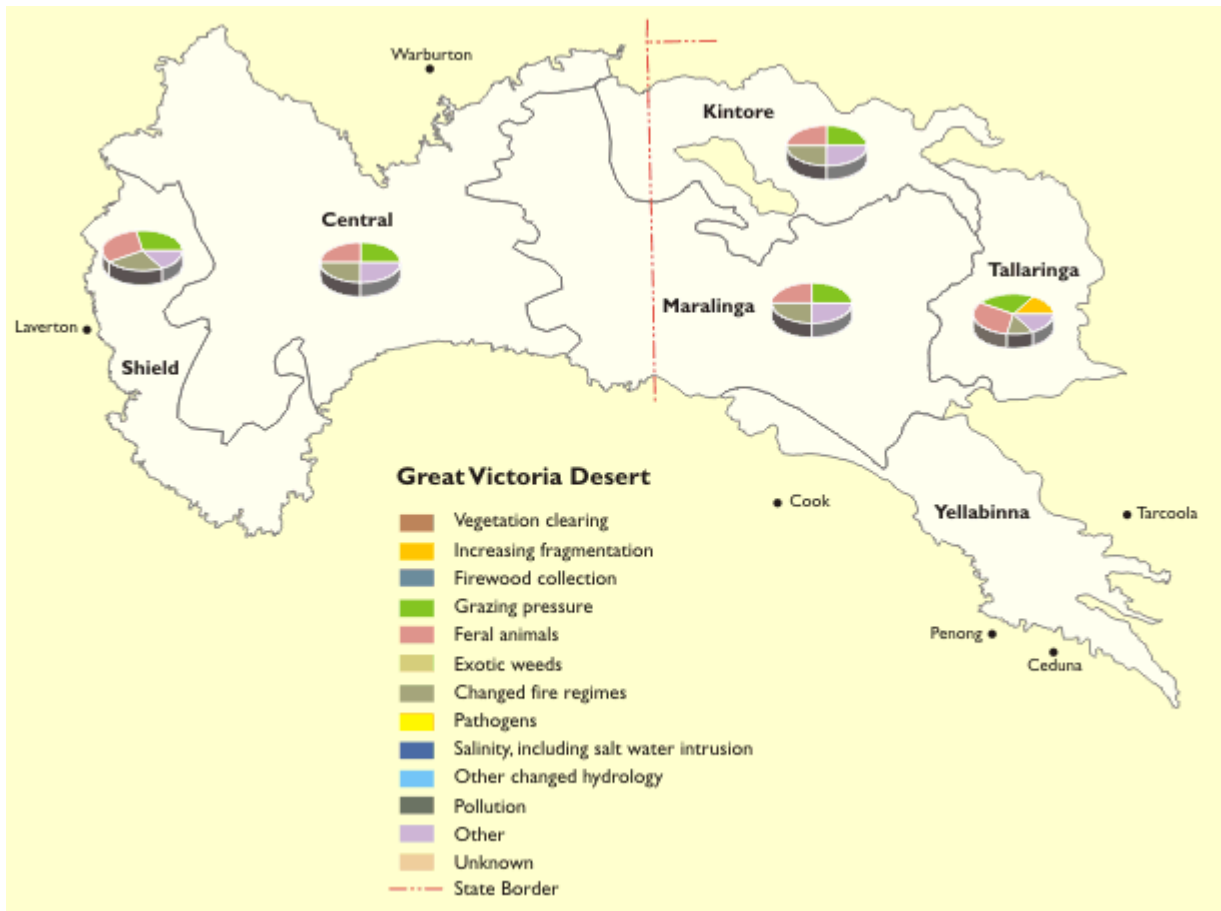 Warburton
Kintore
Central
Tallaringa
Maralinga
Laverton
Shield
Great Victoria Desert
Cook
Yellabinna
Tarcoola
Vegetation clearing
Increasing fragmentation
Firewood collection
Grazing pressure
Feral animals
Penong
Ceduna
Exotic weeds
Changed fire regimes
Pathogens
Salinity, including salt water intrusion
Other changed hydrology
Pollution
Other
Unknown
State Border